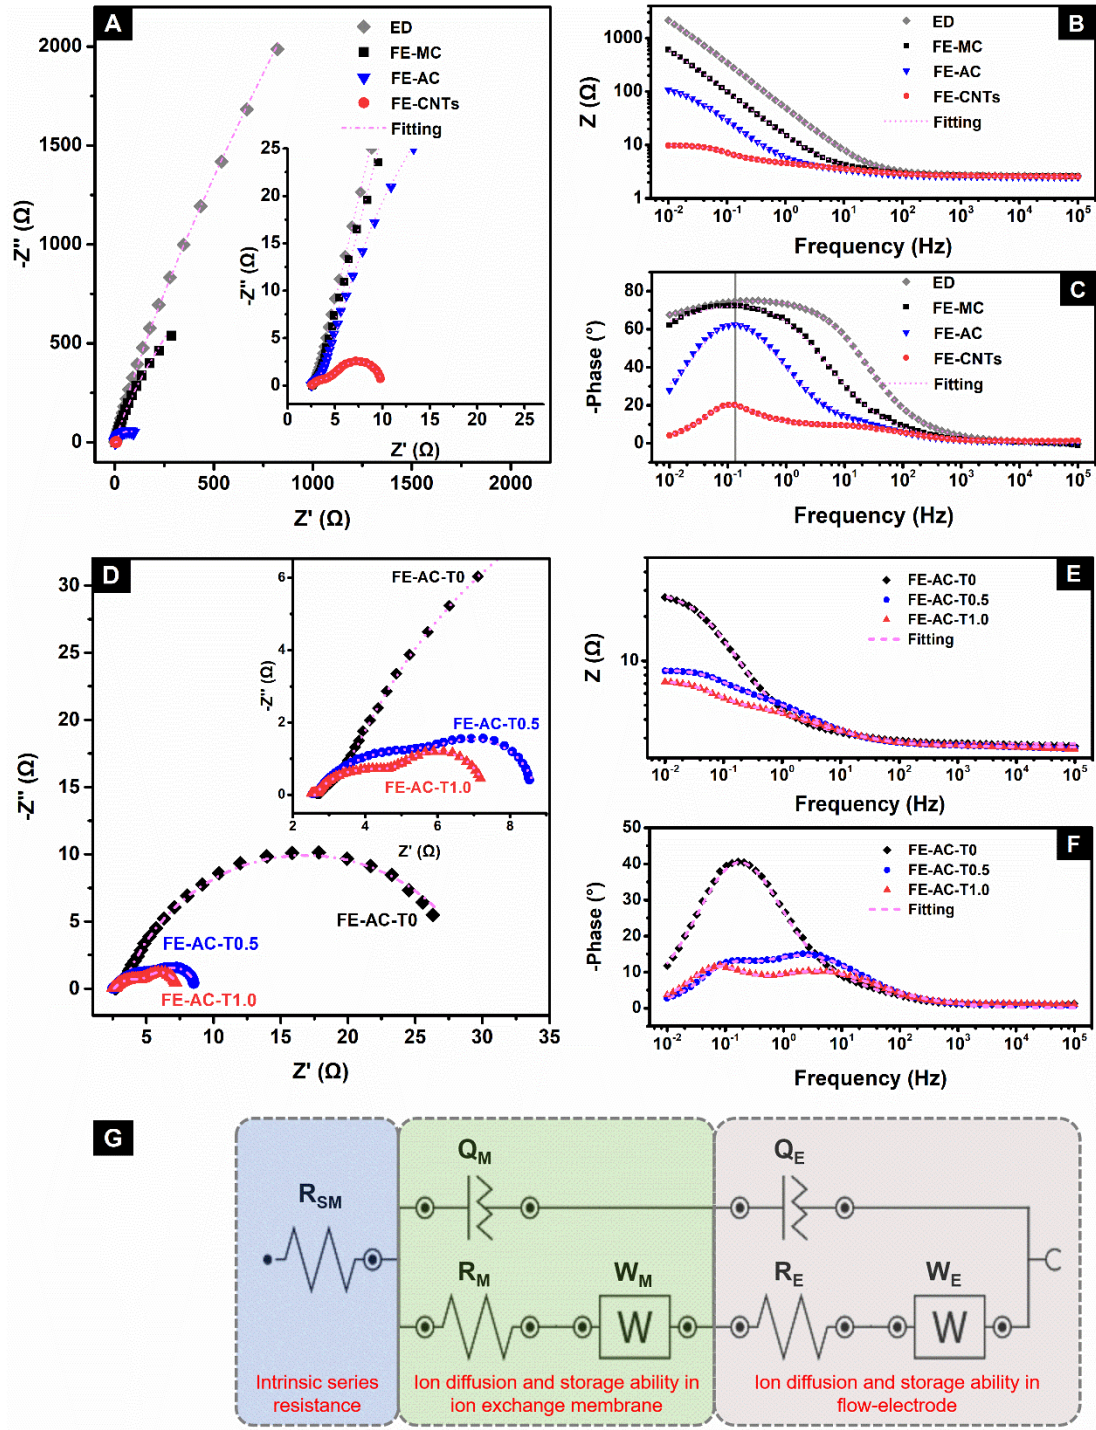 A
ED
FE-MC
FE-AC
FE-CNTs
Fitting
-Z'' (Ω)
2000
1500
1000
500
0
0 500 1000 1500 2000
Z' (Ω)
-Z'' (Ω)
25
20
15
10
5
0
0 5 10 15 20 25
Z' (Ω)
B
ED
FE-MC
FE-AC
FE-CNTs
Fitting
Z (Ω)
1000
100
10
1
10⁻² 10⁻¹ 10⁰ 10¹ 10² 10³ 10⁴ 10⁵
Frequency (Hz)
C
ED
FE-MC
FE-AC
FE-CNTs
Fitting
-Phase (°)
80
60
40
20
0
10⁻² 10⁻¹ 10⁰ 10¹ 10² 10³ 10⁴ 10⁵
Frequency (Hz)
D
-Z'' (Ω)
30
25
20
15
10
5
0
5 10 15 20 25 30 35
Z' (Ω)
FE-AC-T0
FE-AC-T0.5
FE-AC-T1.0
-Z'' (Ω)
6
4
2
0
2 4 6 8
Z' (Ω)
FE-AC-T0
FE-AC-T0.5
FE-AC-T1.0
E
FE-AC-T0
FE-AC-T0.5
FE-AC-T1.0
Fitting
Z (Ω)
10
10⁻² 10⁻¹ 10⁰ 10¹ 10² 10³ 10⁴ 10⁵
Frequency (Hz)
F
FE-AC-T0
FE-AC-T0.5
FE-AC-T1.0
Fitting
-Phase (°)
50
40
30
20
10
0
10⁻² 10⁻¹ 10⁰ 10¹ 10² 10³ 10⁴ 10⁵
Frequency (Hz)
G
R_SM
Intrinsic series
resistance
Q_M
R_M
W_M
W
Ion diffusion and storage ability in
ion exchange membrane
Q_E
R_E
W_E
W
Ion diffusion and storage ability in
flow-electrode